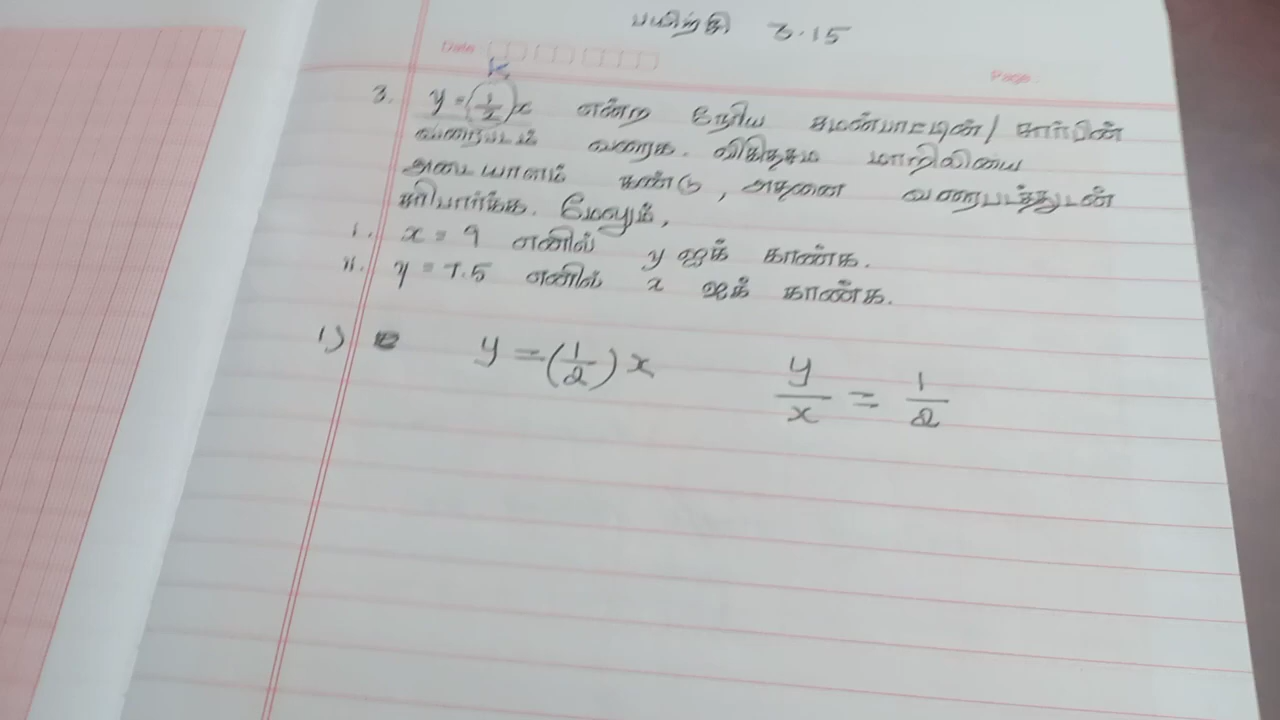 பயிற்சி 3.15
Date
Page
k
3. y = (1/2)x என்ற நேரிய சமன்பாட்டின் / சார்பின்
வரைபடம் வரைக. விகிதசம மாறிலியை
அடையாளம் கண்டு, அதனை வரைபடத்துடன்
சரிபார்க்க. மேலும்,
i. x = 9 எனில் y ஐக் காண்க.
ii. y = 7.5 எனில் x ஐக் காண்க.
1) y = (1/2) x y/x = 1/2